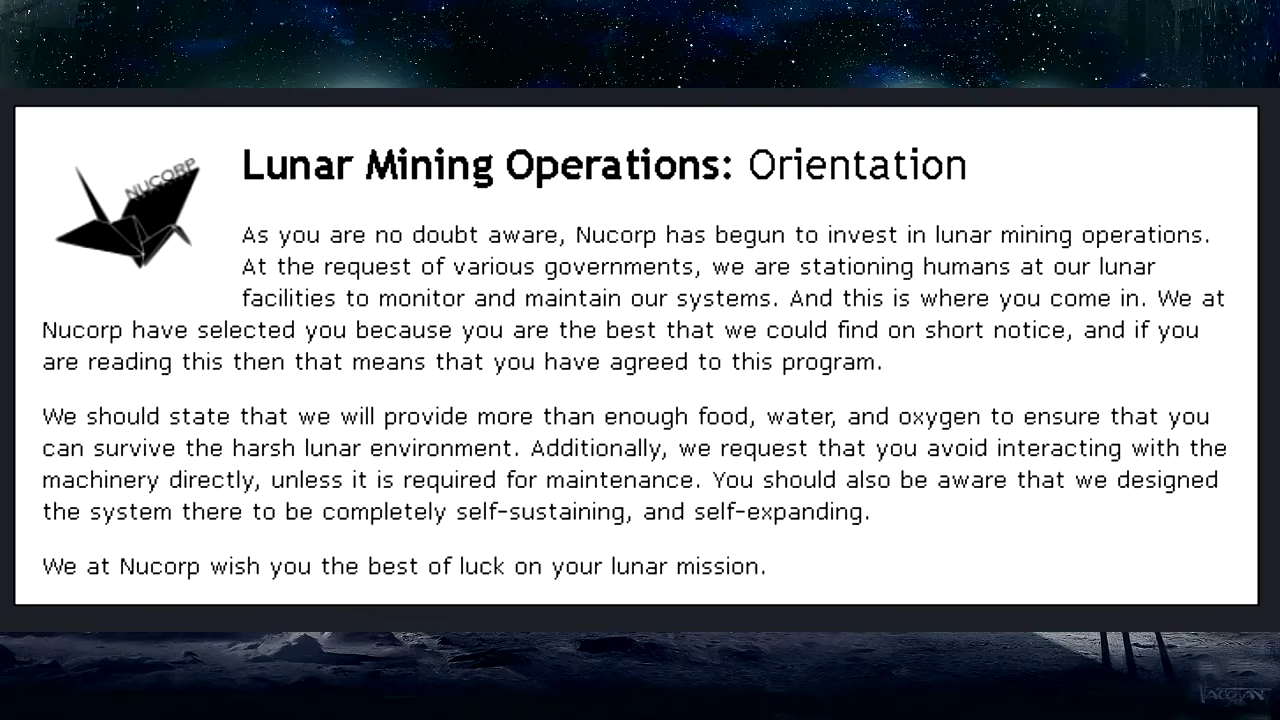 NUCORP
Lunar Mining Operations: Orientation
As you are no doubt aware, Nucorp has begun to invest in lunar mining operations.
At the request of various governments, we are stationing humans at our lunar
facilities to monitor and maintain our systems. And this is where you come in. We at
Nucorp have selected you because you are the best that we could find on short notice, and if you
are reading this then that means that you have agreed to this program.
We should state that we will provide more than enough food, water, and oxygen to ensure that you
can survive the harsh lunar environment. Additionally, we request that you avoid interacting with the
machinery directly, unless it is required for maintenance. You should also be aware that we designed
the system there to be completely self-sustaining, and self-expanding.
We at Nucorp wish you the best of luck on your lunar mission.